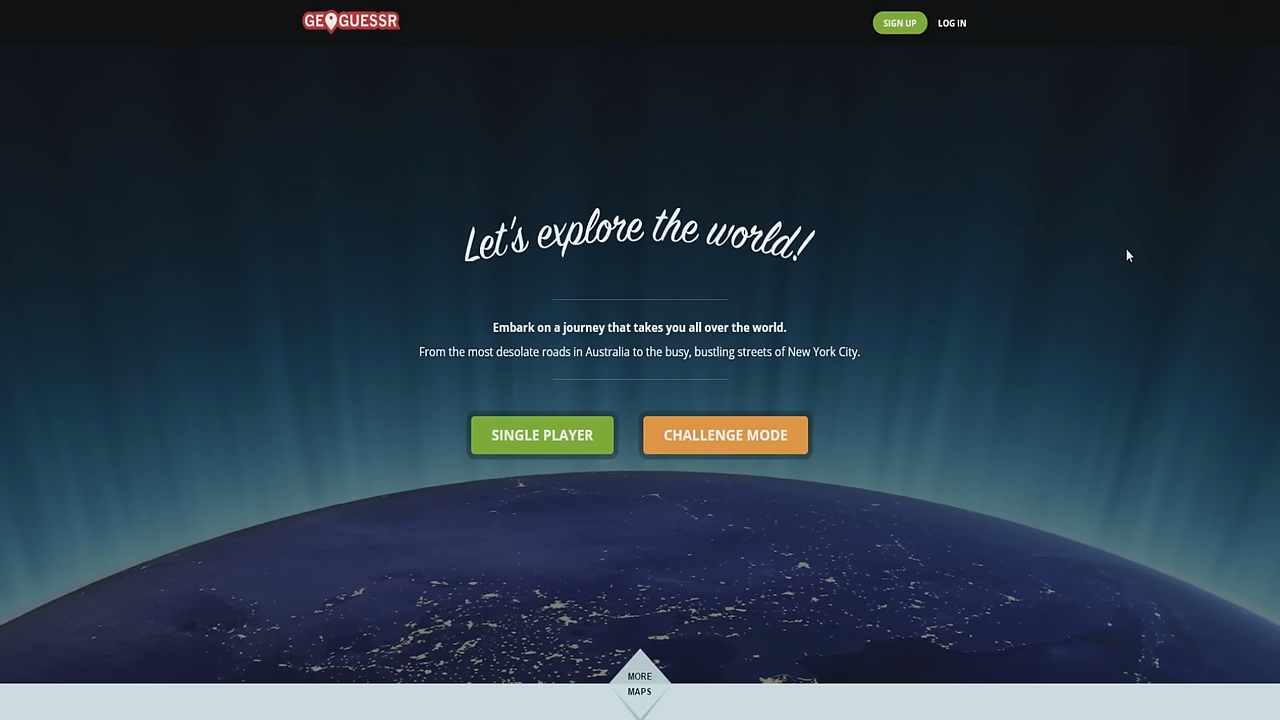 GEOGUESSR
SIGN UP
LOG IN
Let's explore the world!
Embark on a journey that takes you all over the world.
From the most desolate roads in Australia to the busy, bustling streets of New York City.
SINGLE PLAYER
CHALLENGE MODE
MORE
MAPS